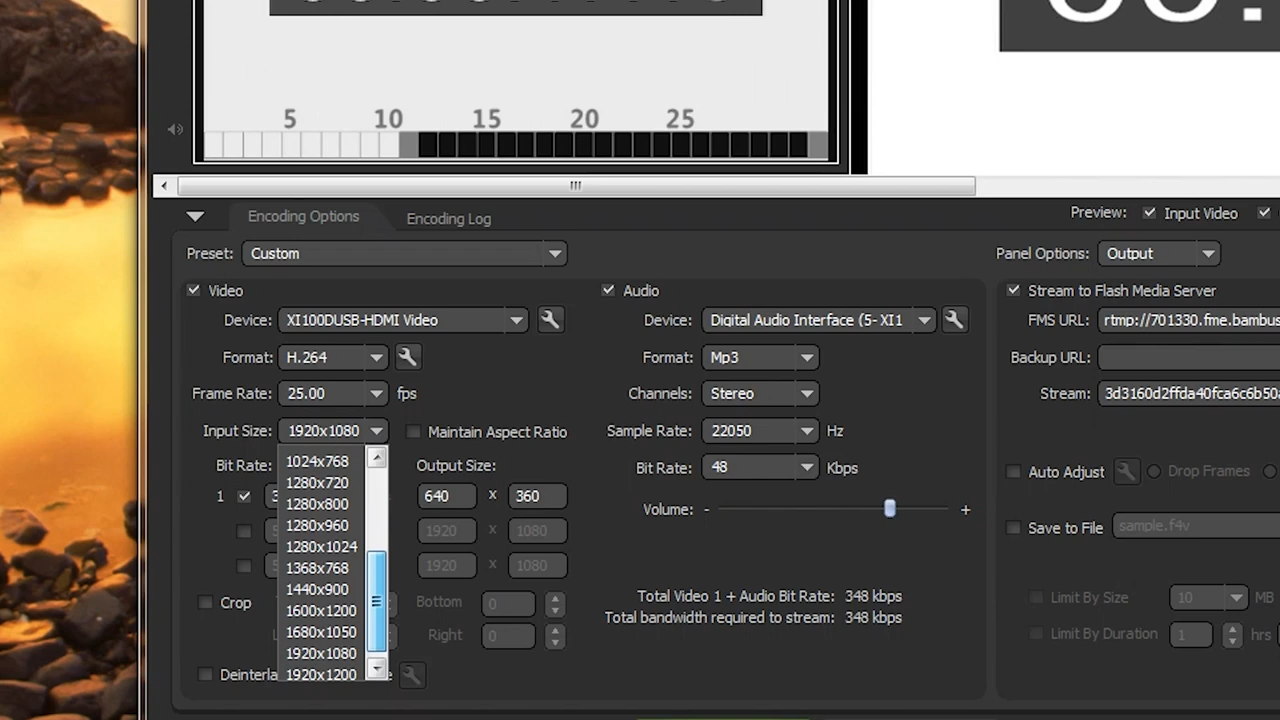 5 10 15 20 25
Encoding Options Encoding Log Preview: Input Video
Preset: Custom Panel Options: Output
Video Audio Stream to Flash Media Server
Device: XI100DUSB-HDMI Video Device: Digital Audio Interface (5- XI1 FMS URL: rtmp://701330.fme.bambus
Format: H.264 Format: Mp3 Backup URL:
Frame Rate: 25.00 fps Channels: Stereo Stream: 3d3160d2ffda40fca6c6b50a
Input Size: 1920x1080 Maintain Aspect Ratio Sample Rate: 22050 Hz
Bit Rate: Output Size: Bit Rate: 48 Kbps
1024x768
1280x720
1280x800
1280x960
1280x1024
1368x768
1440x900
1600x1200
1680x1050
1920x1080
1920x1200
1 640 x 360
1920 x 1080
1920 x 1080
Volume: - +
Auto Adjust Drop Frames
Save to File sample.f4v
Total Video 1 + Audio Bit Rate: 348 kbps
Total bandwidth required to stream: 348 kbps
Crop Bottom 0
Right 0
Limit By Size 10 MB
Limit By Duration 1 hrs
Deinterla